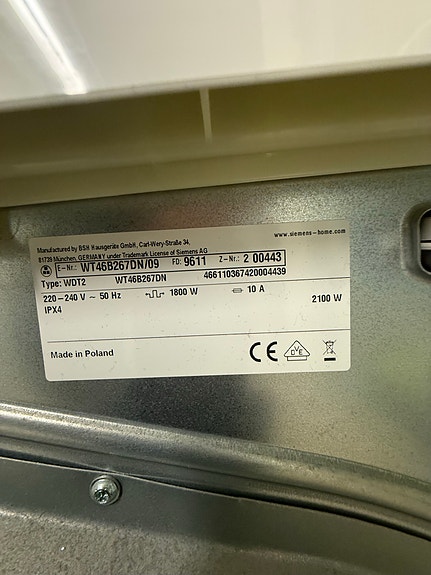 Manufactured by BSH Hausgeräte GmbH, Carl-Wery-Straße 34,
81739 München, GERMANY under Trademark License of Siemens AG
www.siemens-home.com
E-Nr.: WT46B267DN/09 FD: 9611 Z-Nr.: 2 00443
Type: WDT2 WT46B267DN 466110367420004439
220-240 V ~ 50 Hz 1800 W 10 A 2100 W
IPX4
Made in Poland CE VDE